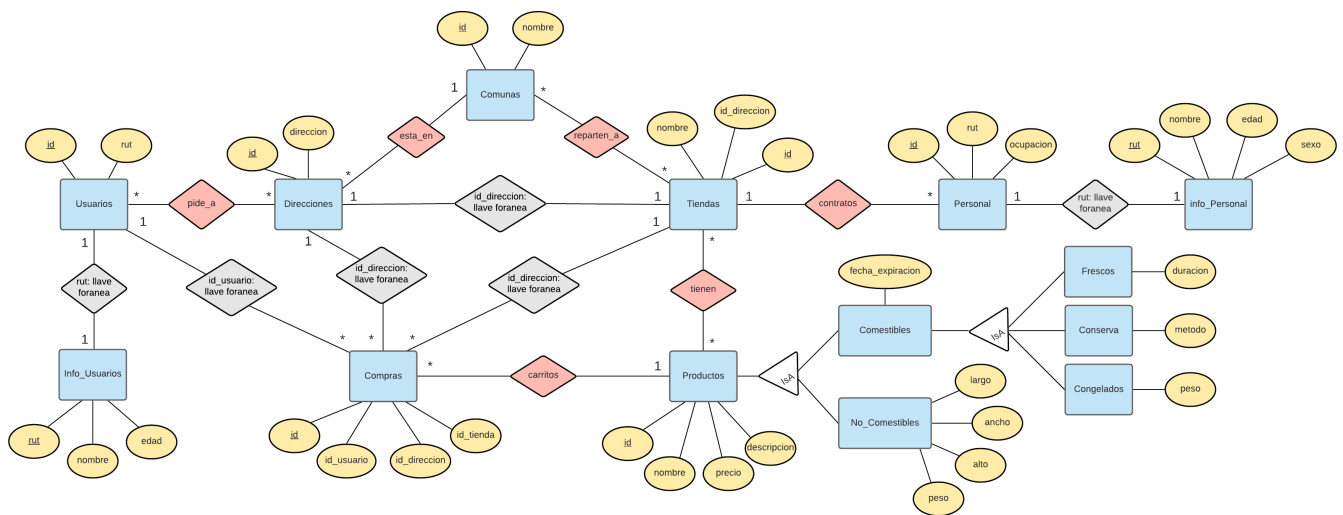 id
nombre
Comunas
1
*
esta_en
reparten_a
*
*
id
rut
Usuarios
*
pide_a
*
id
direccion
Direcciones
1
id_direccion:
llave foranea
1
nombre
id_direccion
id
Tiendas
1
contratos
*
id
rut
ocupacion
Personal
1
rut: llave
foranea
1
rut
nombre
edad
sexo
info_Personal
1
1
1
1
*
rut: llave
foranea
id_usuario:
llave foranea
id_direccion:
llave foranea
id_direccion:
llave foranea
tienen
1
*
*
*
*
Info_Usuarios
rut
nombre
edad
Compras
*
carritos
1
Productos
id
id_usuario
id_direccion
id_tienda
id
nombre
precio
descripcion
IsA
fecha_expiracion
Comestibles
IsA
Frescos
duracion
Conserva
metodo
Congelados
peso
No_Comestibles
largo
ancho
alto
peso